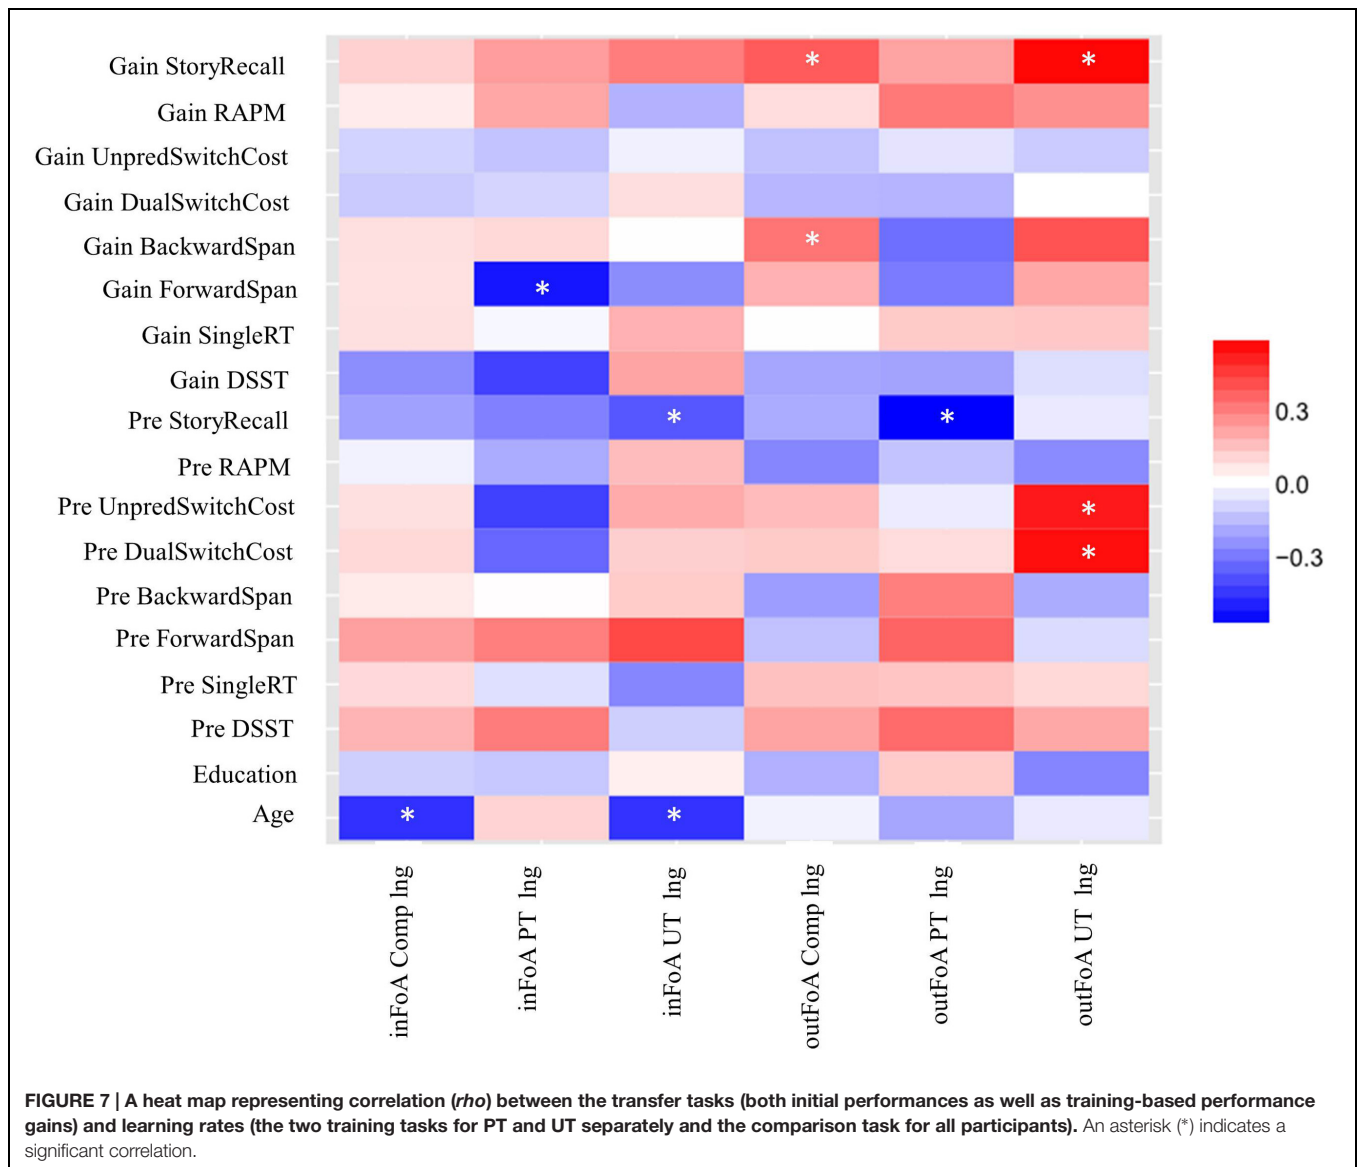 Gain StoryRecall
* *
Gain RAPM
Gain UnpredSwitchCost
Gain DualSwitchCost
Gain BackwardSpan
*
Gain ForwardSpan
*
Gain SingleRT
Gain DSST
Pre StoryRecall
* *
Pre RAPM
Pre UnpredSwitchCost
*
Pre DualSwitchCost
*
Pre BackwardSpan
Pre ForwardSpan
Pre SingleRT
Pre DSST
Education
Age
* *
0.3
0.0
−0.3
inFoA Comp lng
inFoA PT lng
inFoA UT lng
outFoA Comp lng
outFoA PT lng
outFoA UT lng
FIGURE 7 | A heat map representing correlation (rho) between the transfer tasks (both initial performances as well as training-based performance
gains) and learning rates (the two training tasks for PT and UT separately and the comparison task for all participants). An asterisk (*) indicates a
significant correlation.